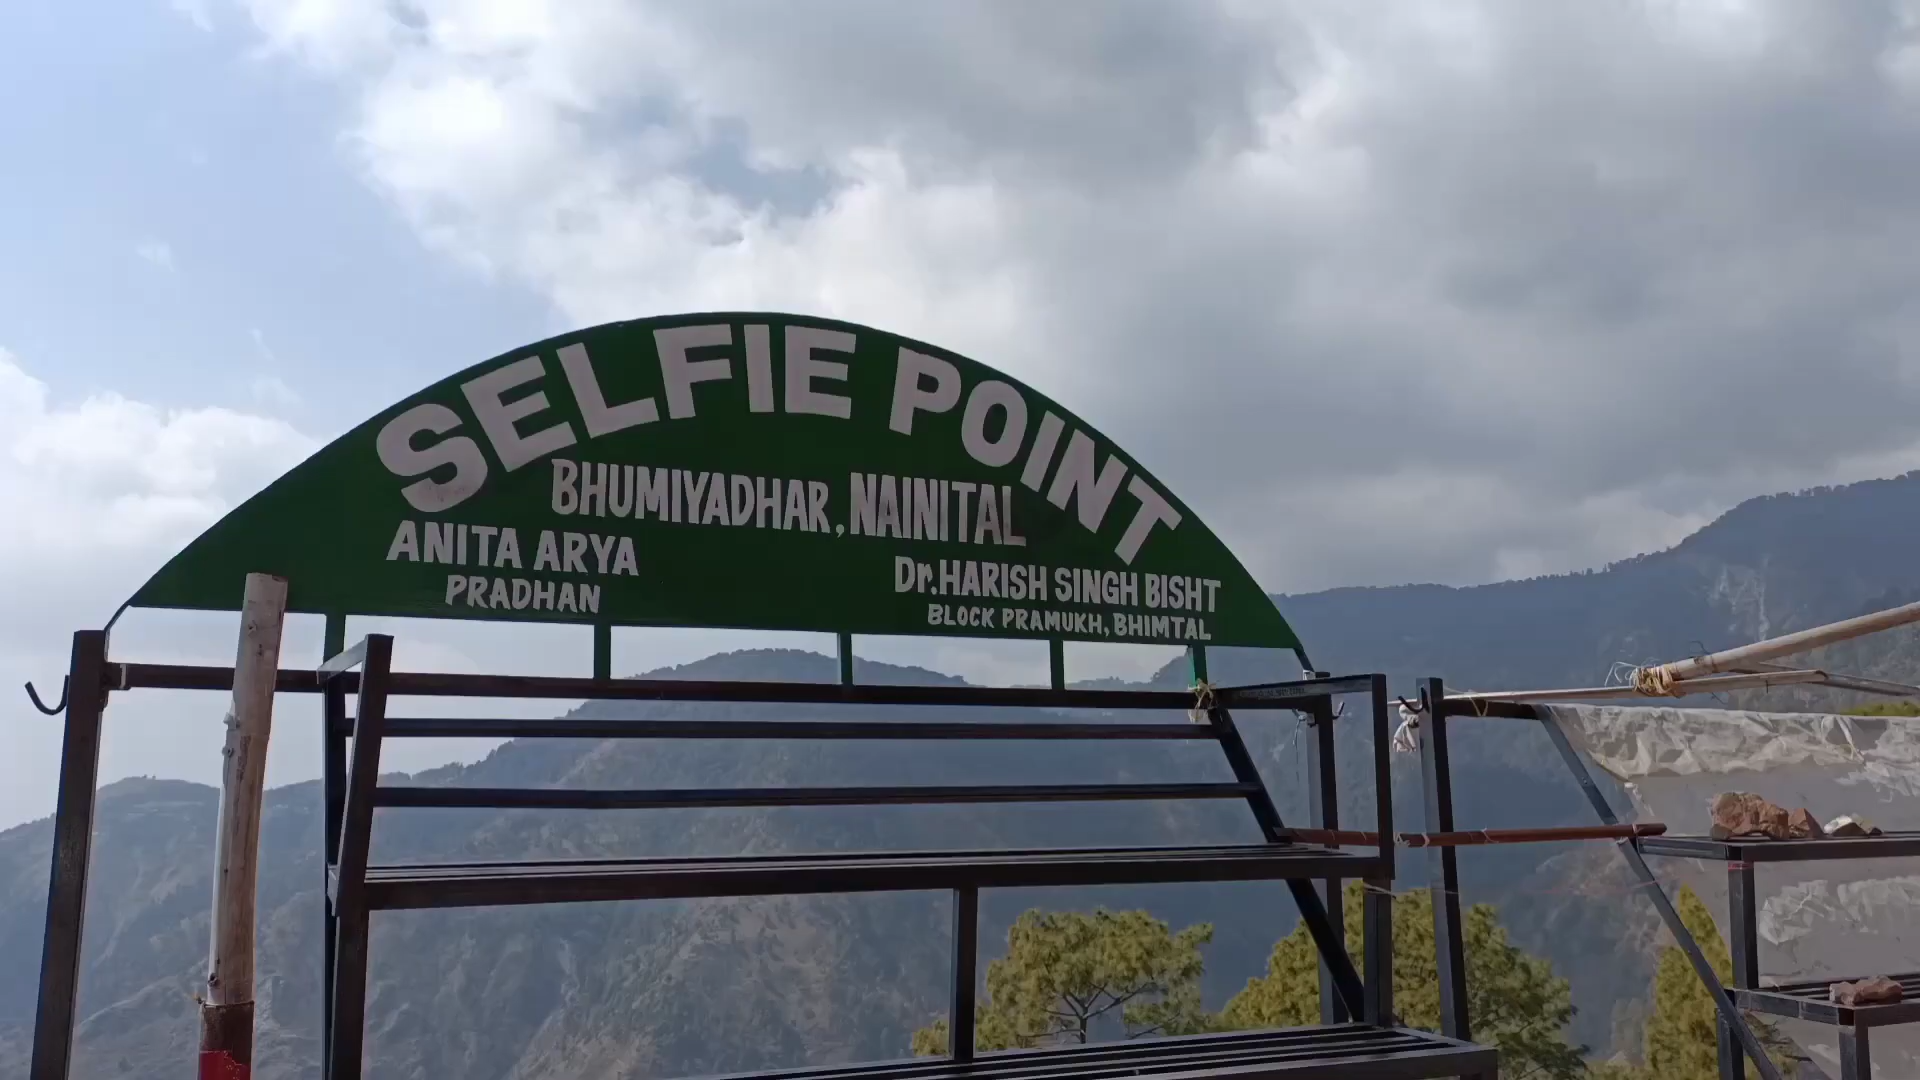 SELFIE POINT
BHUMIYADHAR, NAINITAL
ANITA ARYA
PRADHAN
Dr. HARISH SINGH BISHT
BLOCK PRAMUKH, BHIMTAL